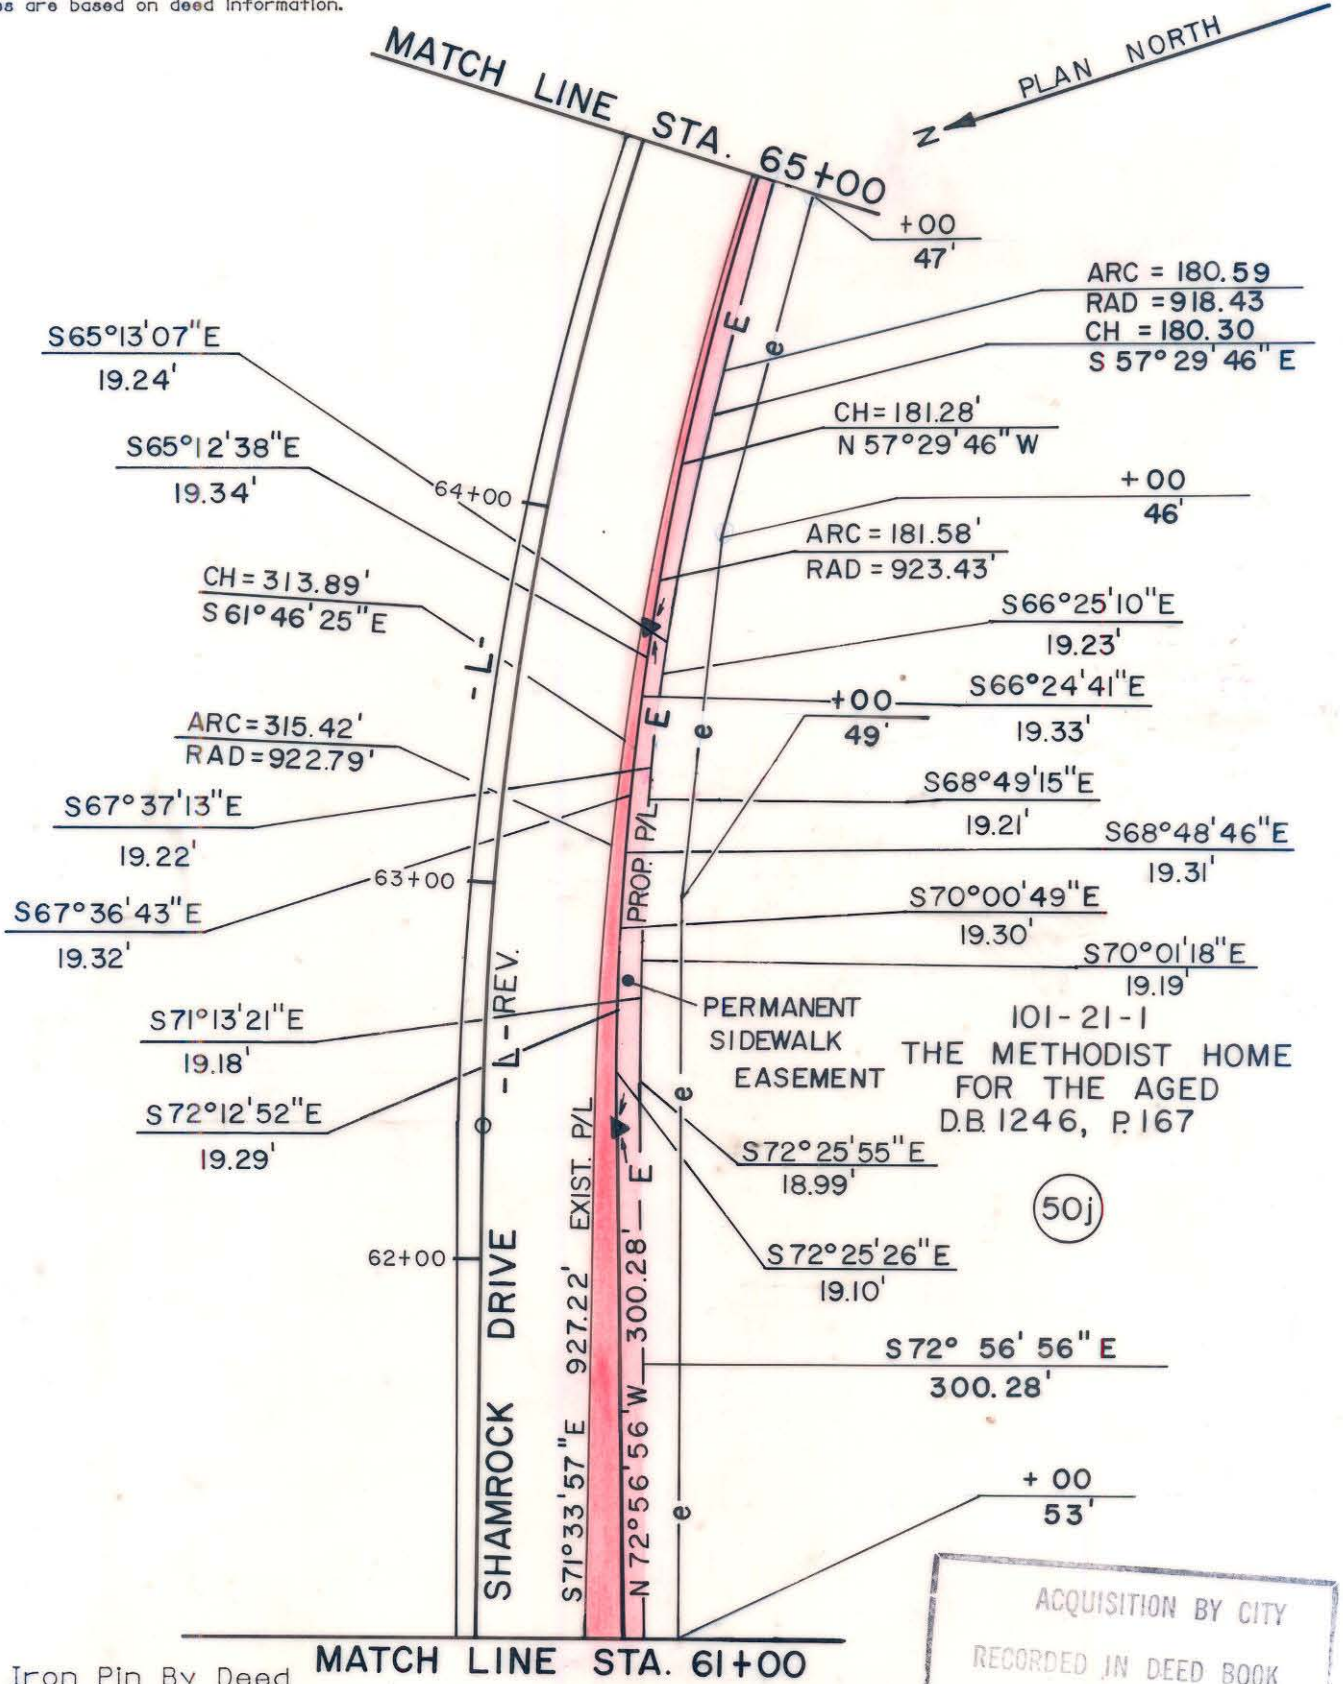 are based on deed information.
MATCH LINE STA. 65+00
PLAN NORTH
N
+00
47'
ARC = 180.59
RAD = 918.43
CH = 180.30
S 57° 29' 46" E
S65°13'07"E
19.24'
CH = 181.28'
N 57°29'46" W
S65°12'38"E
19.34'
64+00
+00
46'
ARC = 181.58'
RAD = 923.43'
CH = 313.89'
S 61° 46' 25" E
S66°25'10"E
19.23'
-L-
S66°24'41"E
19.33'
+00
49'
ARC = 315.42'
RAD = 922.79'
S67°37'13"E
19.22'
S68°49'15"E
19.21'
S68°48'46"E
19.31'
63+00
S67°36'43"E
19.32'
S70°00'49"E
19.30'
S70°01'18"E
19.19'
PROP. P/L
E
e
E
e
-L- REV.
PERMANENT
SIDEWALK
EASEMENT
101-21-1
THE METHODIST HOME
FOR THE AGED
D.B. 1246, P. 167
S71°13'21"E
19.18'
S72°12'52"E
19.29'
S72°25'55"E
18.99'
50j
S72°25'26"E
19.10'
62+00
SHAMROCK DRIVE
S71°33'57"E 927.22' EXIST. P/L
N 72°56'56"W 300.28' E
e
e
S72° 56' 56" E
300.28'
+00
53'
MATCH LINE STA. 61+00
Iron Pin By Deed
ACQUISITION BY CITY
RECORDED IN DEED BOOK